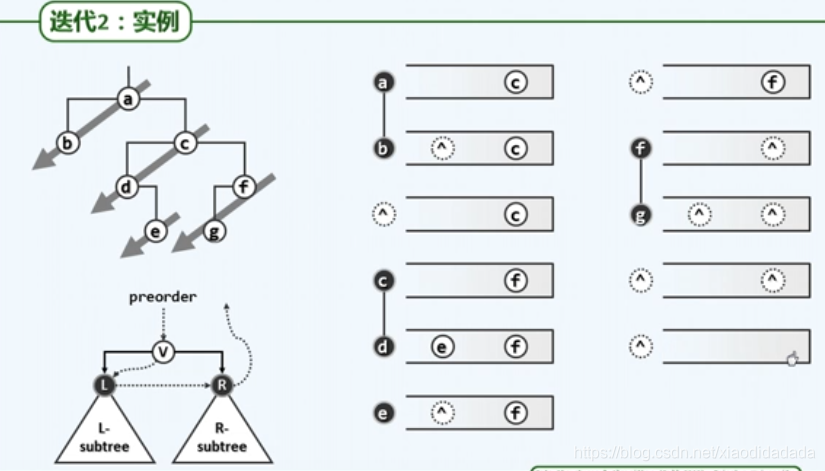 迭代2：实例
a
b c
d f
e g
preorder
V
L R
L-
subtree
R-
subtree
a c
b ^ c
^ c
c f
d e f
e ^ f
^ f
f ^
g ^ ^
^ ^
^
https://blog.csdn.net/xiaodidadada